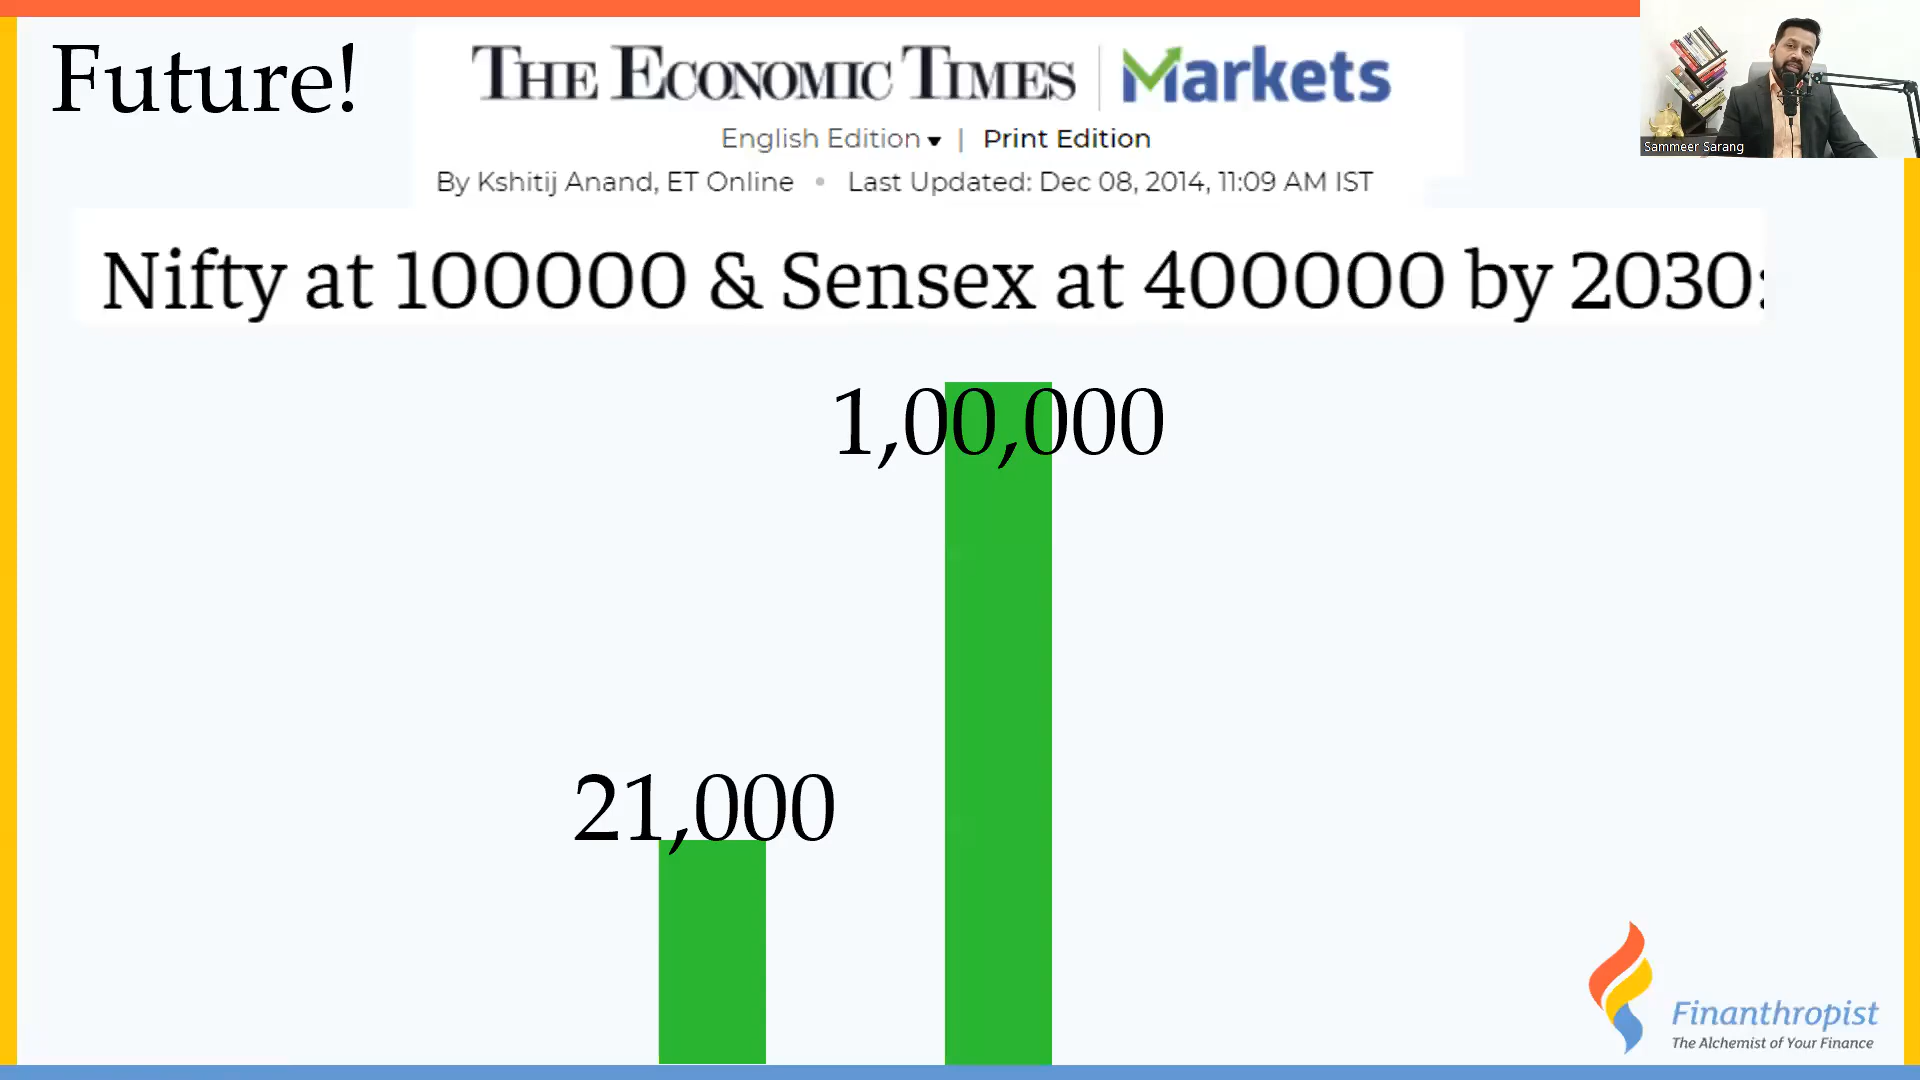 Future!
THE ECONOMIC TIMES | Markets
English Edition ▾ | Print Edition
By Kshitij Anand, ET Online • Last Updated: Dec 08, 2014, 11:09 AM IST
Sammeer Sarang
Nifty at 100000 & Sensex at 400000 by 2030:
1,00,000
21,000
Finanthropist
The Alchemist of Your Finance